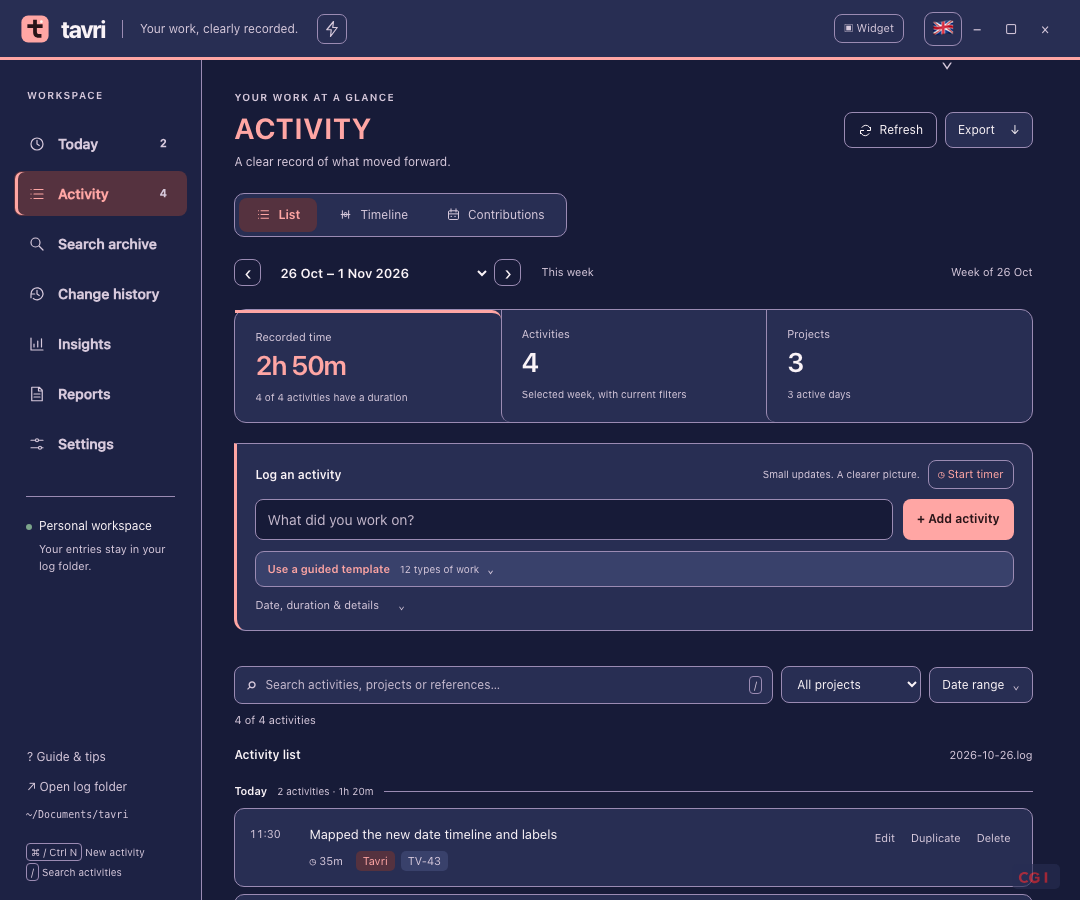 tavri
Your work, clearly recorded.
Widget
WORKSPACE
Today 2
Activity 4
Search archive
Change history
Insights
Reports
Settings
Personal workspace
Your entries stay in your
log folder.
? Guide & tips
↗ Open log folder
~/Documents/tavri
⌘ / Ctrl N New activity
/ Search activities
YOUR WORK AT A GLANCE
ACTIVITY
A clear record of what moved forward.
Refresh
Export ↓
List
Timeline
Contributions
26 Oct – 1 Nov 2026
This week
Week of 26 Oct
Recorded time
2h 50m
4 of 4 activities have a duration
Activities
4
Selected week, with current filters
Projects
3
3 active days
Log an activity
Small updates. A clearer picture.
Start timer
What did you work on?
+ Add activity
Use a guided template 12 types of work
Date, duration & details
Search activities, projects or references...
/
All projects
Date range
4 of 4 activities
Activity list
2026-10-26.log
Today 2 activities · 1h 20m
11:30
Mapped the new date timeline and labels
Edit Duplicate Delete
35m Tavri TV-43
CGI